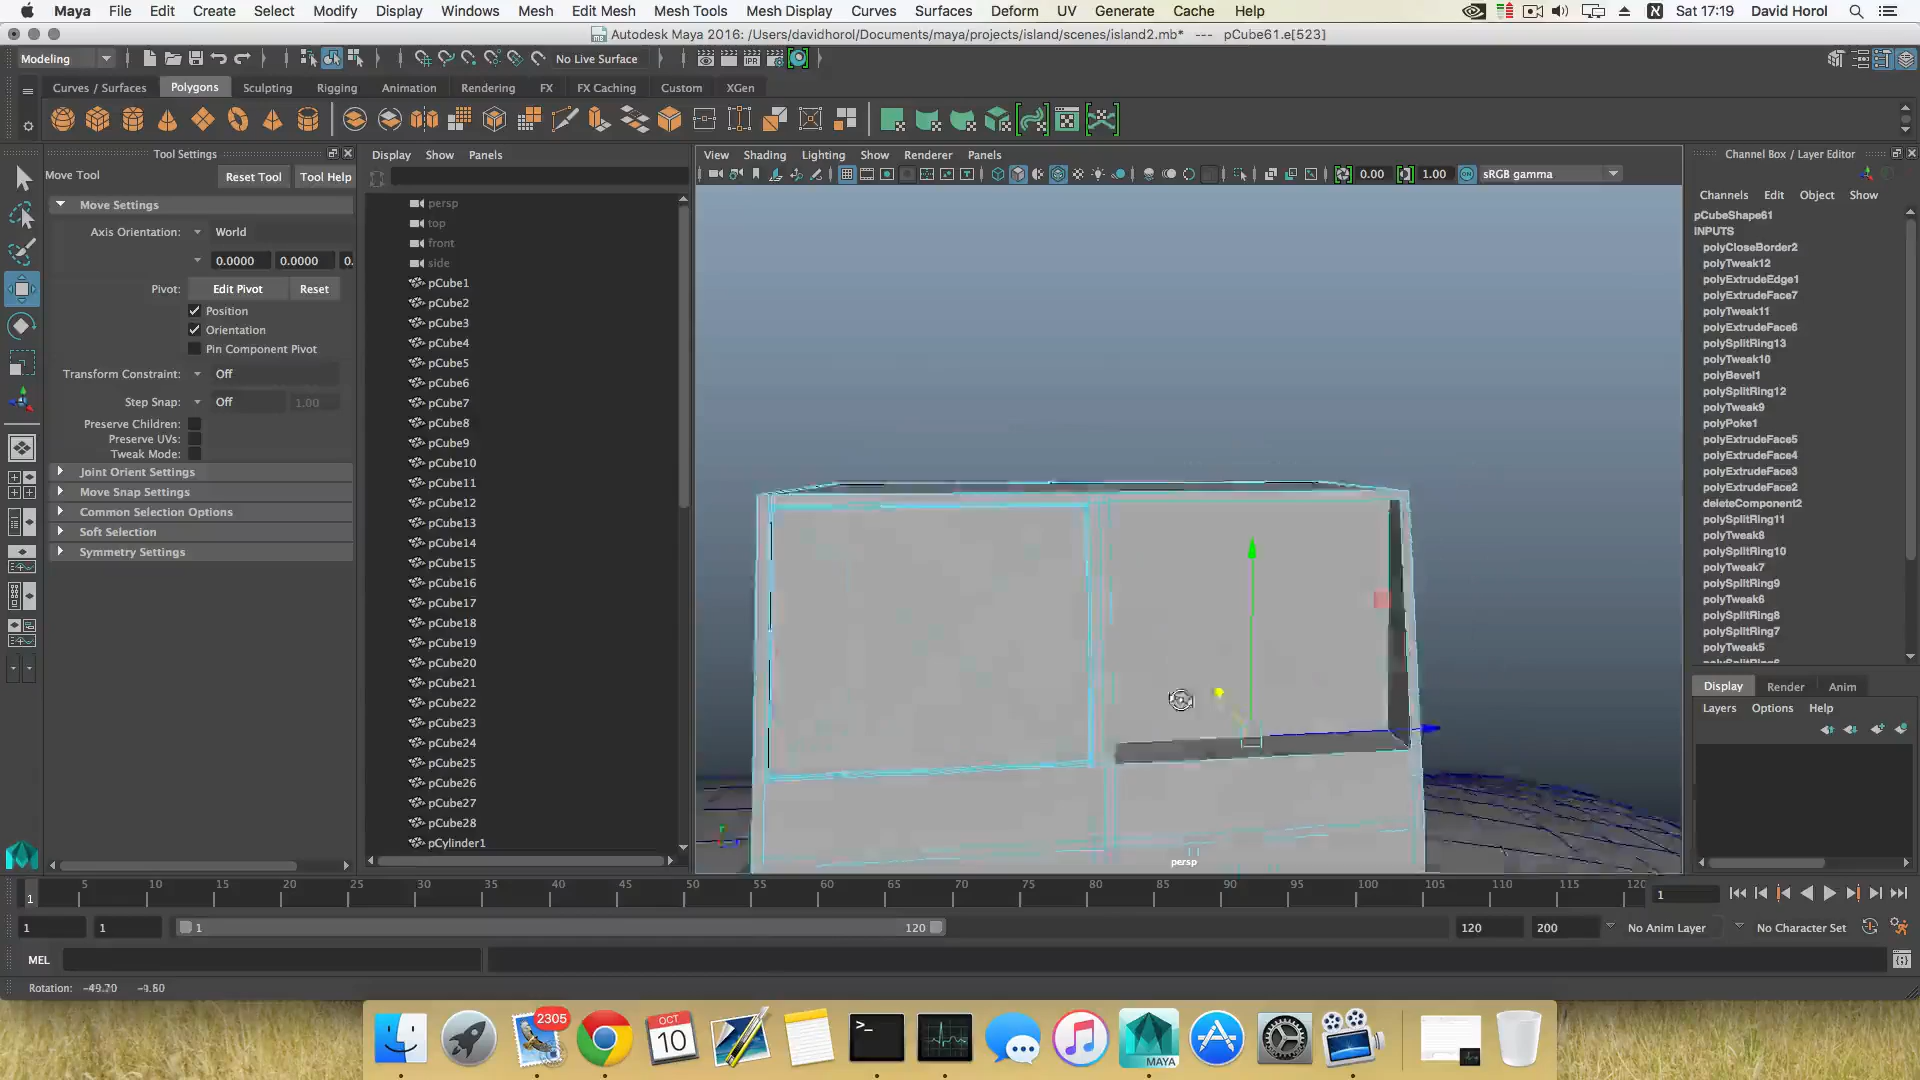 Maya File Edit Create Select Modify Display Windows Mesh Edit Mesh Mesh Tools Mesh Display Curves Surfaces Deform UV Generate Cache Help Sat 17:19 David Horol
Autodesk Maya 2016: /Users/davidhorol/Documents/maya/projects/island/scenes/island2.mb* --- pCube61.e[523]
Modeling No Live Surface
Curves / Surfaces Polygons Sculpting Rigging Animation Rendering FX FX Caching Custom XGen
Tool Settings
Move Tool Reset Tool Tool Help
Move Settings
Axis Orientation: World
0.0000 0.0000 0.
Pivot: Edit Pivot Reset
Position
Orientation
Pin Component Pivot
Transform Constraint: Off
Step Snap: Off 1.00
Preserve Children:
Preserve UVs:
Tweak Mode:
Joint Orient Settings
Move Snap Settings
Common Selection Options
Soft Selection
Symmetry Settings
Display Show Panels
persp
top
front
side
pCube1
pCube2
pCube3
pCube4
pCube5
pCube6
pCube7
pCube8
pCube9
pCube10
pCube11
pCube12
pCube13
pCube14
pCube15
pCube16
pCube17
pCube18
pCube19
pCube20
pCube21
pCube22
pCube23
pCube24
pCube25
pCube26
pCube27
pCube28
pCylinder1
View Shading Lighting Show Renderer Panels
0.00 1.00 sRGB gamma
persp
Channel Box / Layer Editor
Channels Edit Object Show
pCubeShape61
INPUTS
polyCloseBorder2
polyTweak12
polyExtrudeEdge1
polyExtrudeFace7
polyTweak11
polyExtrudeFace6
polySplitRing13
polyTweak10
polyBevel1
polySplitRing12
polyTweak9
polyPoke1
polyExtrudeFace5
polyExtrudeFace4
polyExtrudeFace3
polyExtrudeFace2
deleteComponent2
polySplitRing11
polyTweak8
polySplitRing10
polyTweak7
polySplitRing9
polyTweak6
polySplitRing8
polySplitRing7
polyTweak5
Display Render Anim
Layers Options Help
1 5 10 15 20 25 30 35 40 45 50 55 60 65 70 75 80 85 90 95 100 105 110 115 120 1
1 1 1 120 120 200 No Anim Layer No Character Set
MEL
Rotation: -49.70
2305
OCT
10
MAYA